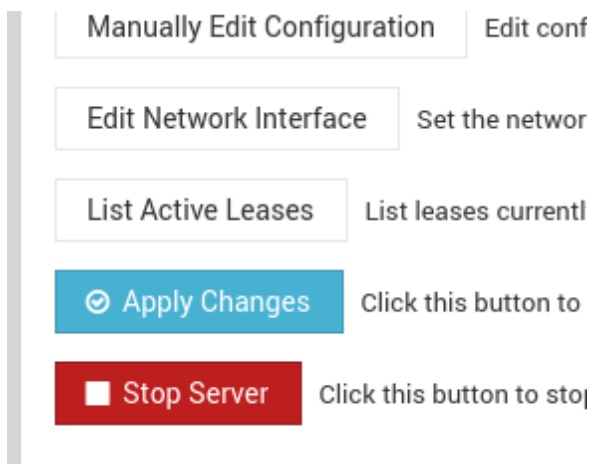 Manually Edit Configuration Edit conf
Edit Network Interface Set the networ
List Active Leases List leases currentl
Apply Changes Click this button to
Stop Server Click this button to stop